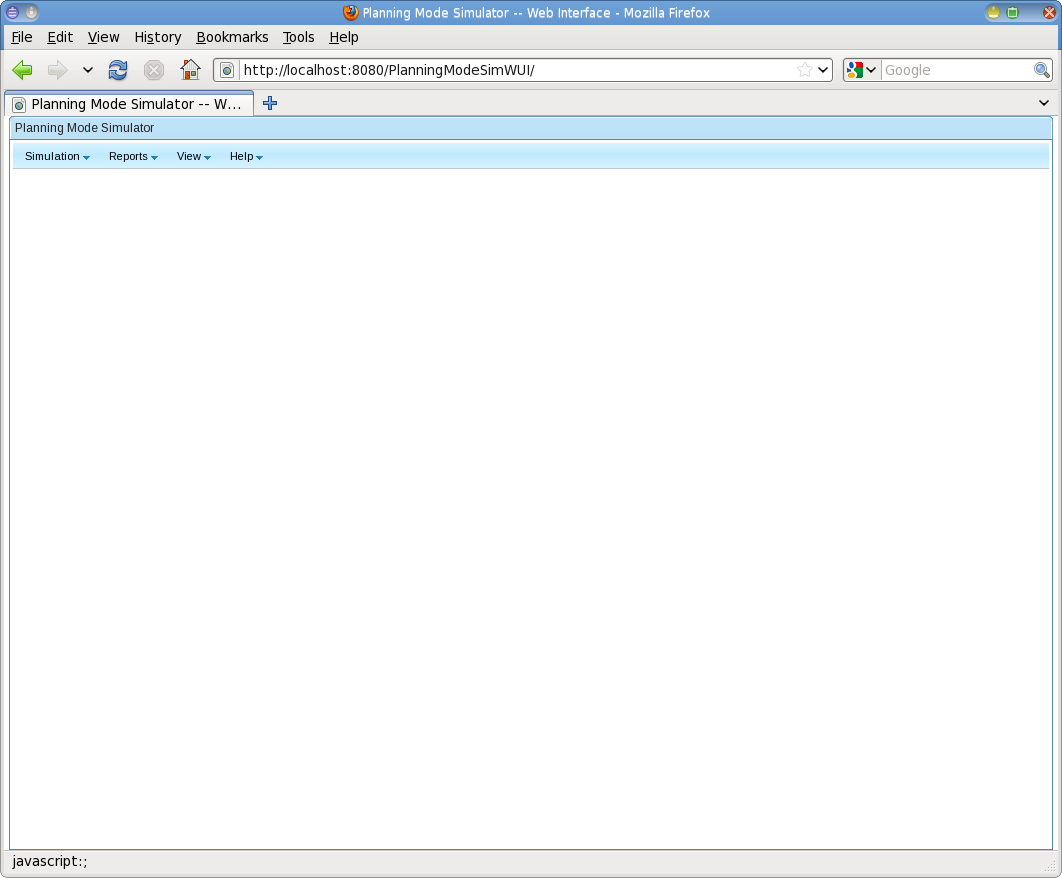 Planning Mode Simulator -- Web Interface - Mozilla Firefox
File Edit View History Bookmarks Tools Help
http://localhost:8080/PlanningModeSimWUI/ Google
Planning Mode Simulator -- W...
Planning Mode Simulator
Simulation Reports View Help
javascript:;